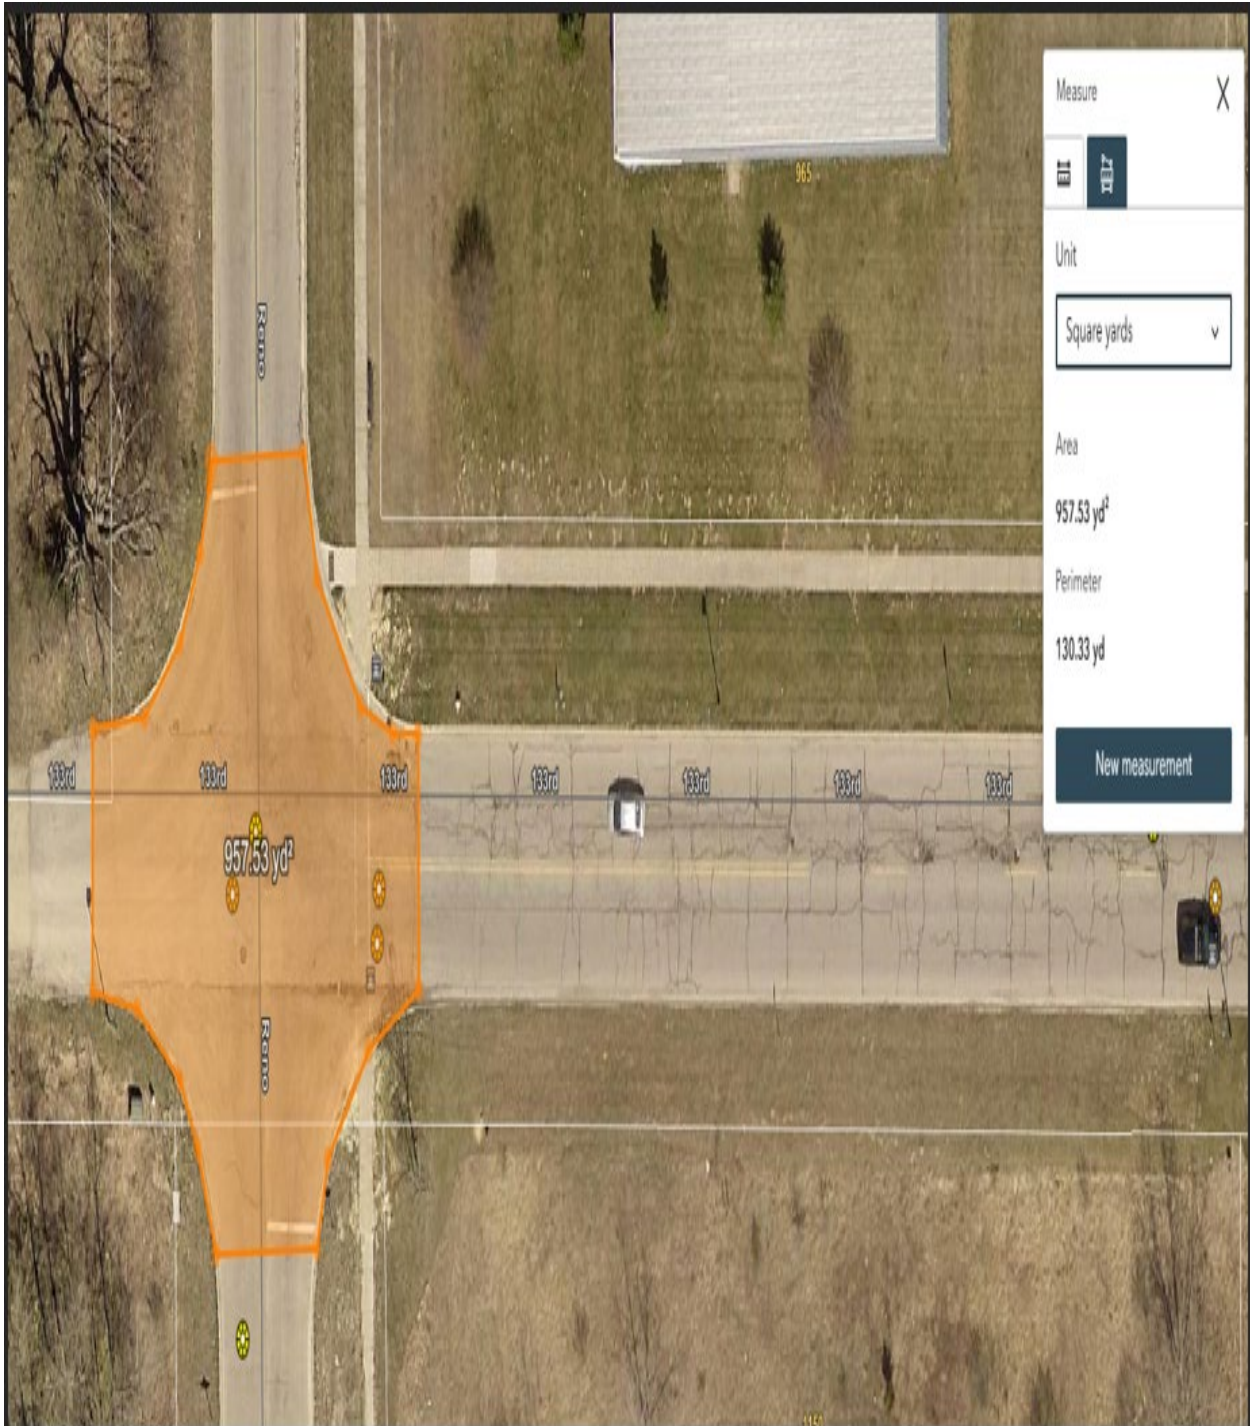 Measure
965
Unit
Square yards
Reno
Area
957.53 yd²
Perimeter
130.33 yd
133rd 133rd 133rd 133rd 133rd 133rd 133rd
New measurement
957.53 yd²
Reno
1150